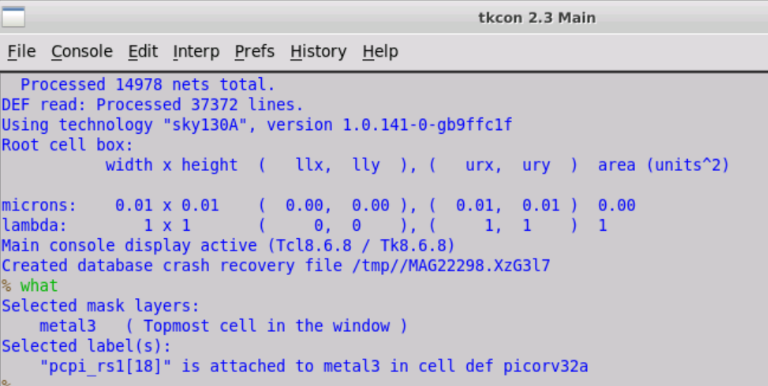 tkcon 2.3 Main
File Console Edit Interp Prefs History Help
Processed 14978 nets total.
DEF read: Processed 37372 lines.
Using technology "sky130A", version 1.0.141-0-gb9ffc1f
Root cell box:
width x height ( llx, lly ), ( urx, ury ) area (units^2)
microns: 0.01 x 0.01 ( 0.00, 0.00 ), ( 0.01, 0.01 ) 0.00
lambda: 1 x 1 ( 0, 0 ), ( 1, 1 ) 1
Main console display active (Tcl8.6.8 / Tk8.6.8)
Created database crash recovery file /tmp//MAG22298.XzG3l7
% what
Selected mask layers:
metal3 ( Topmost cell in the window )
Selected label(s):
"pcpi_rs1[18]" is attached to metal3 in cell def picorv32a
%